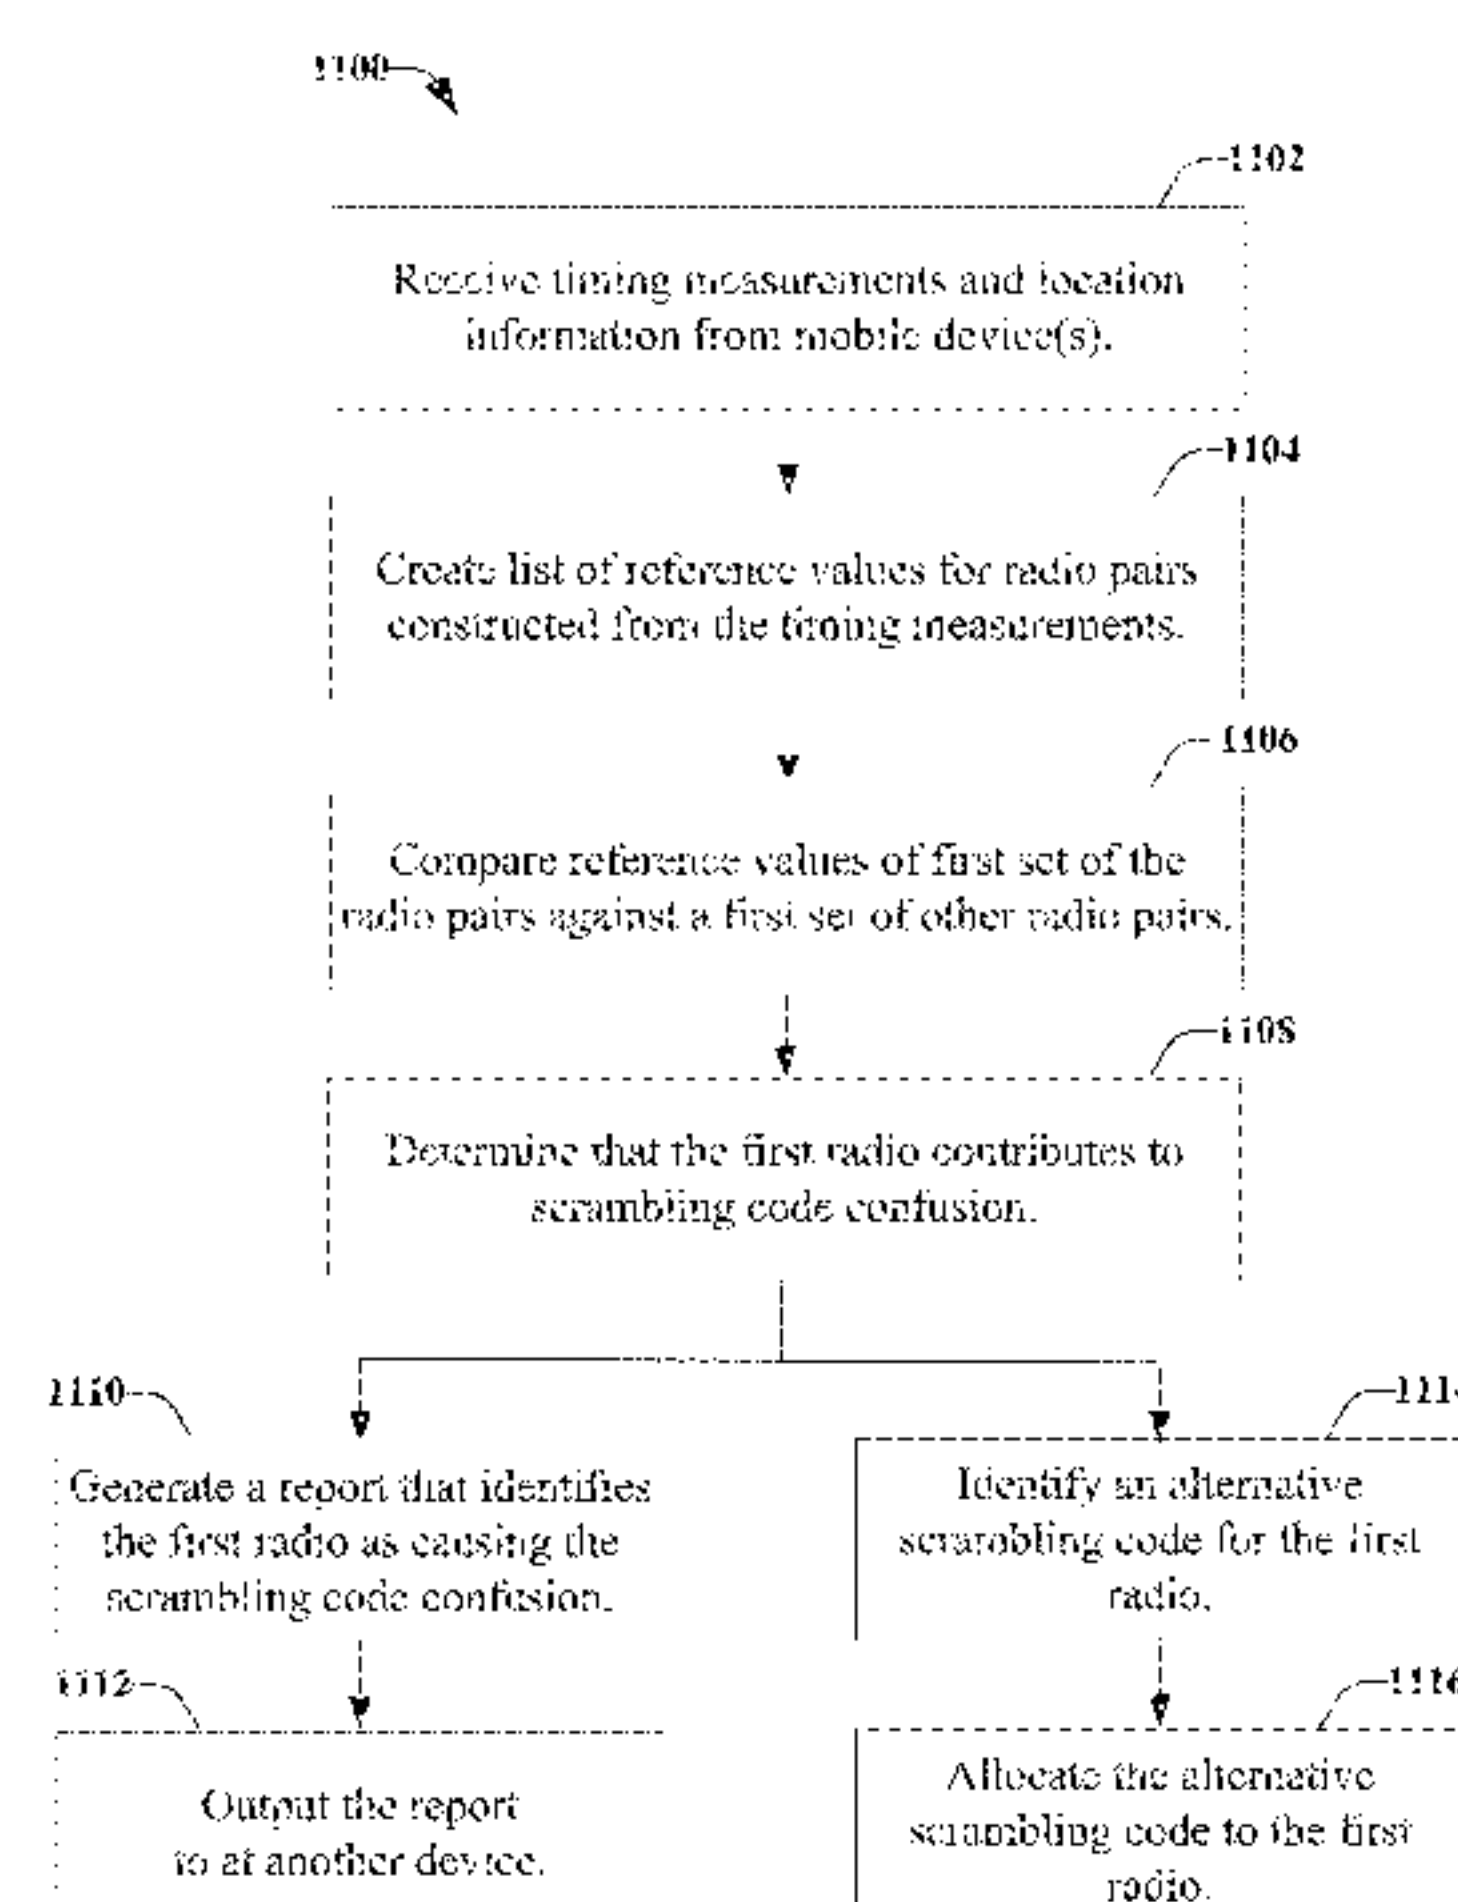 1100
1102
Receive timing measurements and location
information from mobile device(s).
1104
Create list of reference values for radio pairs
constructed from the timing measurements.
1106
Compare reference values of first set of the
radio pairs against a first set of other radio pairs.
1108
Determine that the first radio contributes to
scrambling code confusion.
1110
Generate a report that identifies
the first radio as causing the
scrambling code confusion.
1112
Output the report
to at another device.
Identify an alternative
scrambling code for the first
radio.
1116
Allocate the alternative
scrambling code to the first
radio.